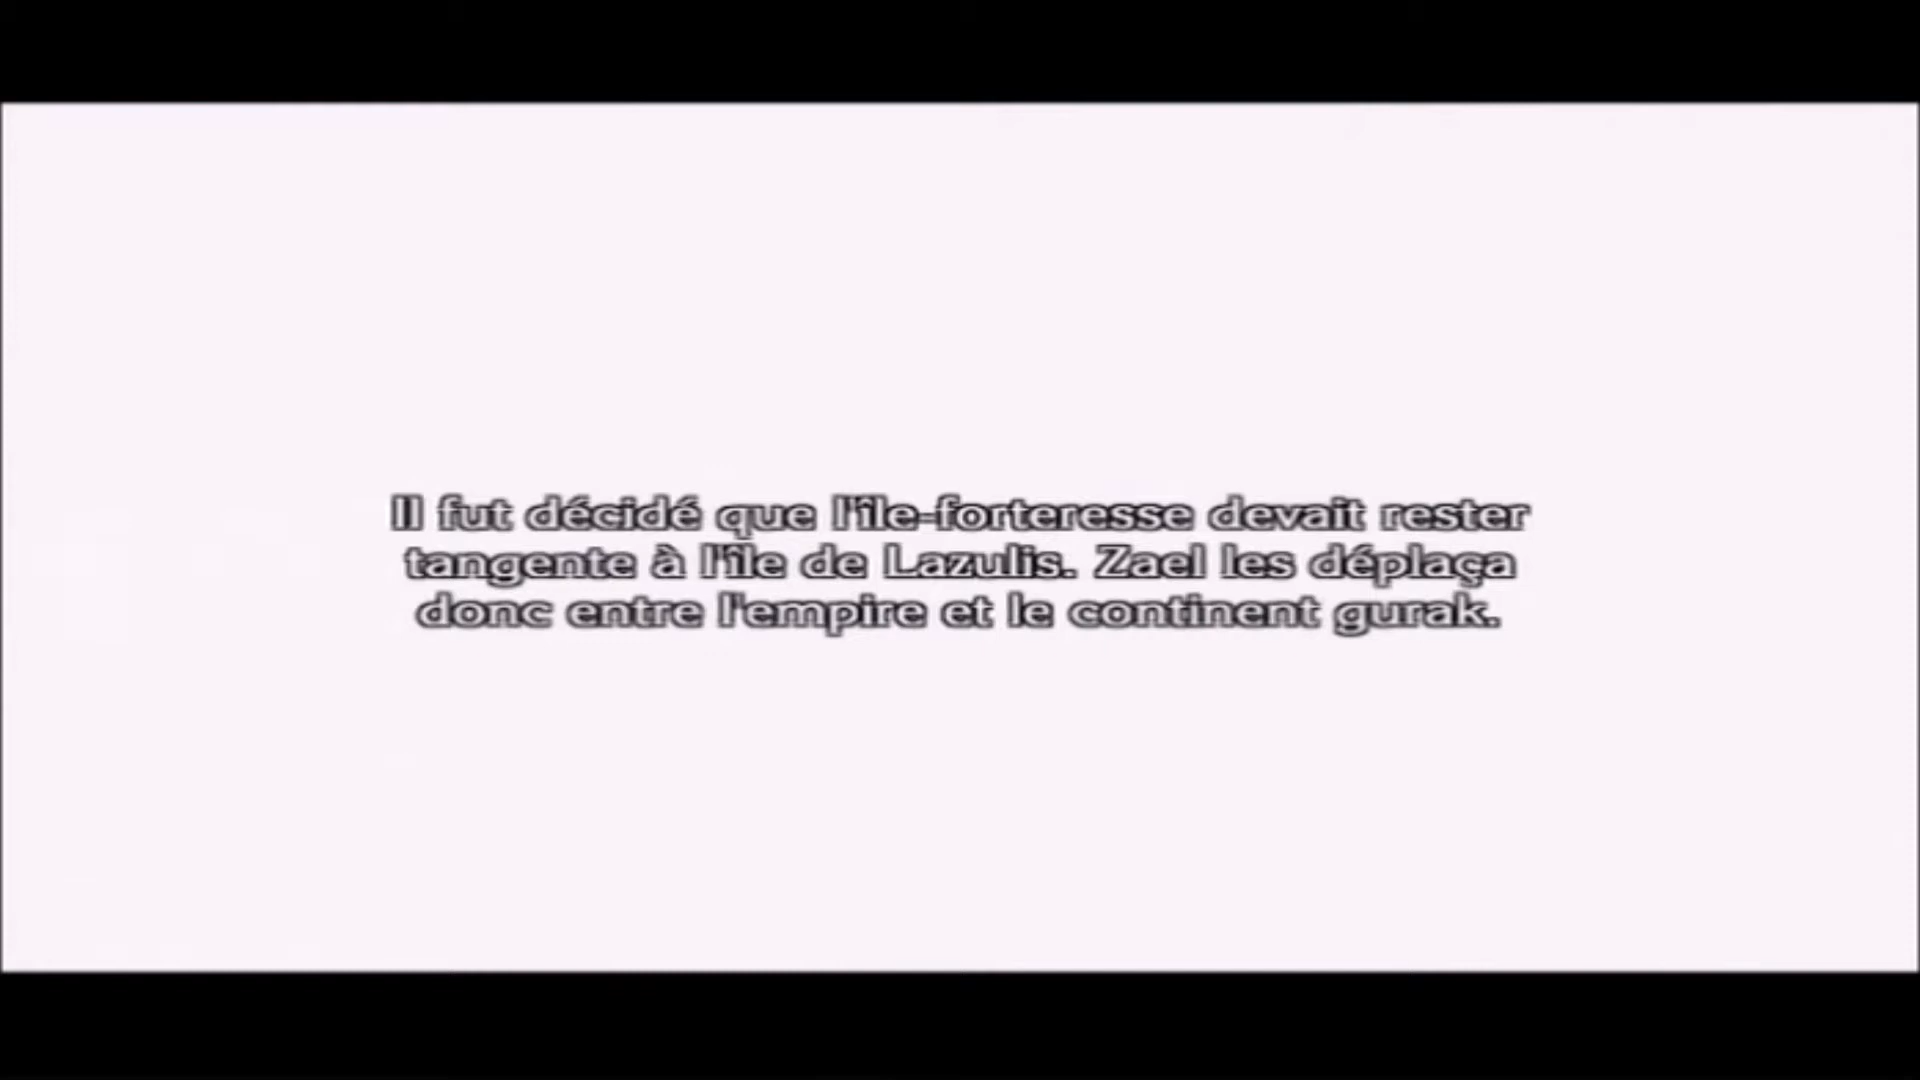 Il fut décidé que l'île-forteresse devait rester
tangente à l'île de Lazulis. Zael les déplaça
donc entre l'empire et le continent gurak.